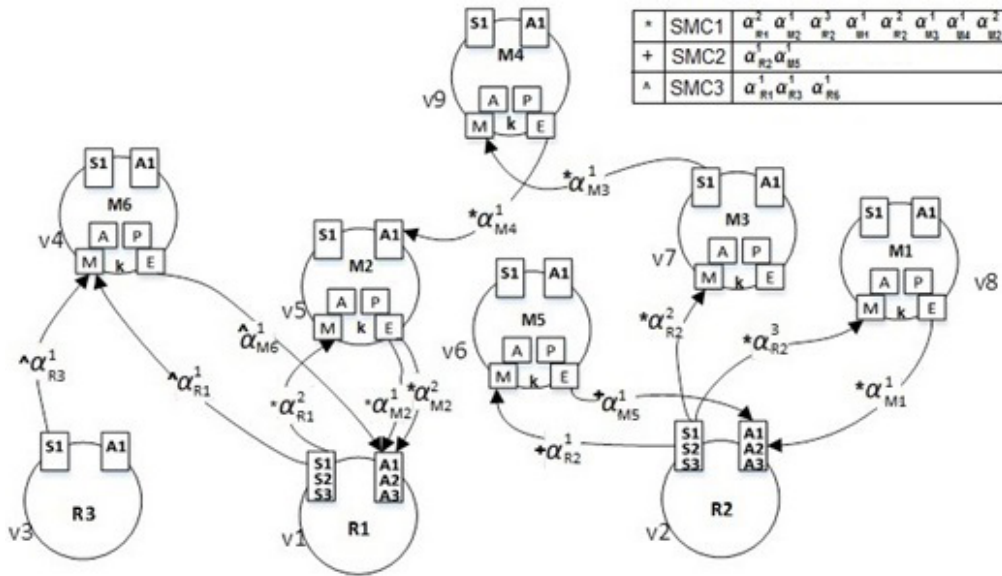 * SMC1 α²R1 α¹M2 α³R2 α¹M1 α²R2 α¹M3 α¹M4 α²M2
+ SMC2 α¹R2 α¹M5
^ SMC3 α¹R1 α¹R3 α¹R6
S1 A1
M4
A P
M k E
v9
S1 A1
M6
A P
M k E
v4
S1 A1
M2
A P
M k E
v5
S1 A1
M5
A P
M k E
v6
S1 A1
M3
A P
M k E
v7
S1 A1
M1
A P
M k E
v8
*α¹M3
*α¹M4
*α²R2
*α³R2
*α¹M1
^α¹M6
^α¹R3
^α¹R1
*α²R1
*α¹M2
*α²M2
+α¹M5
+α¹R2
S1 A1
R3
v3
S1 A1
S2 A2
S3 A3
R1
v1
S1 A1
S2 A2
S3 A3
R2
v2